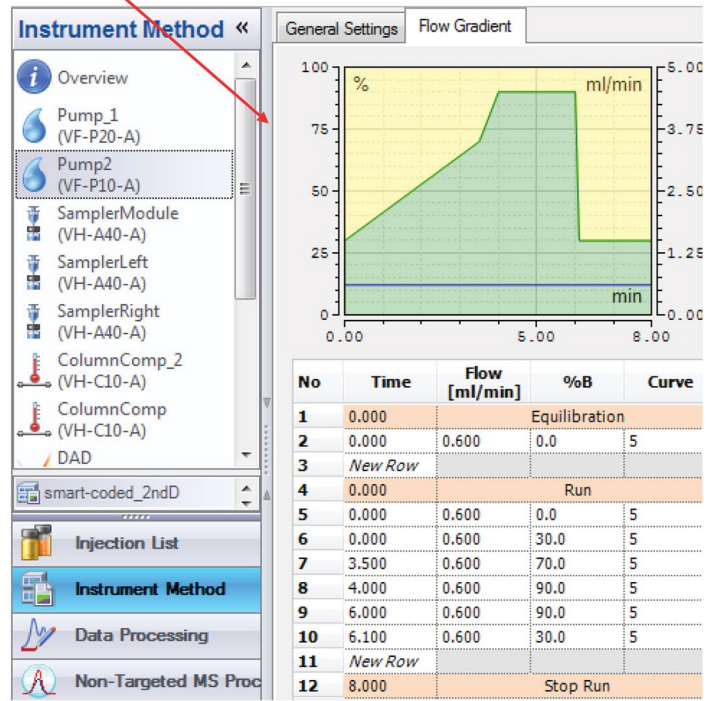 Instrument Method «
Overview
Pump_1
(VF-P20-A)
Pump2
(VF-P10-A)
SamplerModule
(VH-A40-A)
SamplerLeft
(VH-A40-A)
SamplerRight
(VH-A40-A)
ColumnComp_2
(VH-C10-A)
ColumnComp
(VH-C10-A)
DAD
smart-coded_2ndD
Injection List
Instrument Method
Data Processing
Non-Targeted MS Proc
General Settings Flow Gradient
% ml/min
100 5.00
75 3.75
50 2.50
25 1.25
min
0 0.00
0.00 5.00 8.00
No Time Flow [ml/min] %B Curve
1 0.000 Equilibration
2 0.000 0.600 0.0 5
3 New Row
4 0.000 Run
5 0.000 0.600 0.0 5
6 0.000 0.600 30.0 5
7 3.500 0.600 70.0 5
8 4.000 0.600 90.0 5
9 6.000 0.600 90.0 5
10 6.100 0.600 30.0 5
11 New Row
12 8.000 Stop Run